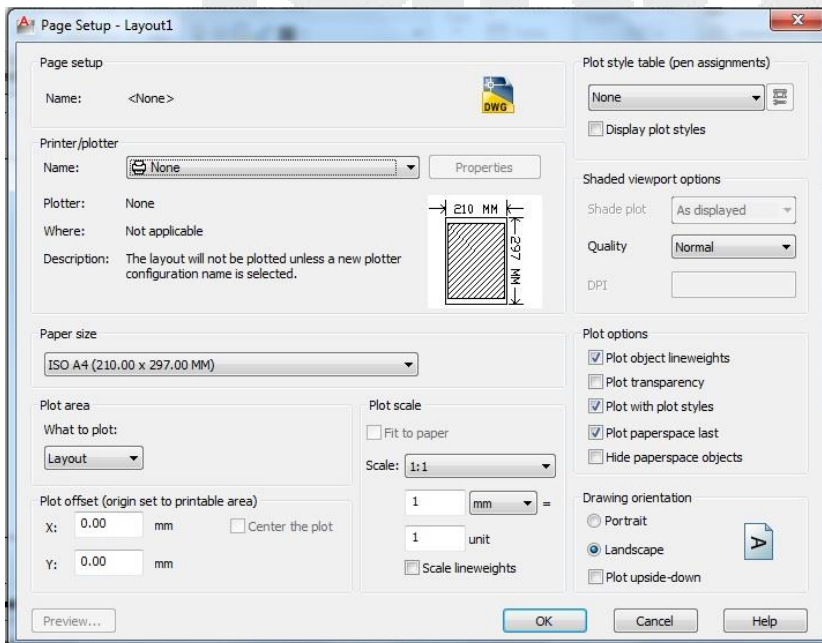 Page Setup - Layout1
Page setup
Name: <None>
DWG
Printer/plotter
Name: None
Properties
Plotter: None
Where: Not applicable
Description: The layout will not be plotted unless a new plotter
configuration name is selected.
210 MM
297 MM
Paper size
ISO A4 (210.00 x 297.00 MM)
Plot area
What to plot:
Layout
Plot offset (origin set to printable area)
X: 0.00 mm
Center the plot
Y: 0.00 mm
Plot scale
Fit to paper
Scale: 1:1
1 mm =
1 unit
Scale lineweights
Plot style table (pen assignments)
None
Display plot styles
Shaded viewport options
Shade plot As displayed
Quality Normal
DPI
Plot options
Plot object lineweights
Plot transparency
Plot with plot styles
Plot paperspace last
Hide paperspace objects
Drawing orientation
Portrait
Landscape
Plot upside-down
A
Preview...
OK
Cancel
Help